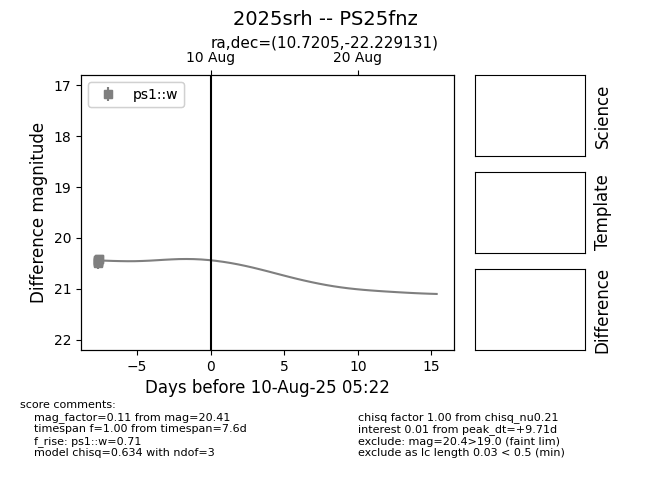 2025srh -- PS25fnz
ra,dec=(10.7205,-22.229131)
10 Aug 20 Aug
ps1::w
17
18
19
20
21
22
Difference magnitude
−5 0 5 10 15
Days before 10-Aug-25 05:22
Science
Template
Difference
score comments:
mag_factor=0.11 from mag=20.41
timespan f=1.00 from timespan=7.6d
f_rise: ps1::w=0.71
model chisq=0.634 with ndof=3
chisq factor 1.00 from chisq_nu0.21
interest 0.01 from peak_dt=+9.71d
exclude: mag=20.4>19.0 (faint lim)
exclude as lc length 0.03 < 0.5 (min)